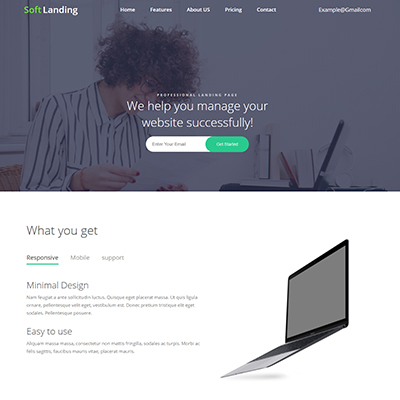 Soft Landing
Home Features About US Pricing Contact Example@Gmailcom
PROFESSIONAL LANDING PAGE
We help you manage your
website successfully!
Enter Your Email Get Started
What you get
Responsive Mobile support
Minimal Design
Nam feugiat a ante sollicitudin luctus. Quisque eget placerat massa. Ut quis ligula
ornare, pellentesque velit eget, vestibulum est. Donec pretium tristique elit eget
sodales. Pellentesque posuere.
Easy to use
Aliquam massa massa, consectetur non mattis fringilla, sodales ac turpis. Morbi ac
felis sagittis, faucibus mauris vitae, placerat mauris.